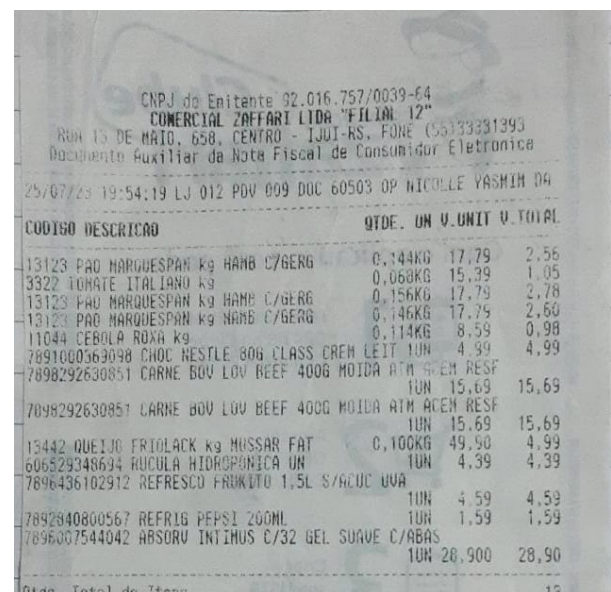 CNPJ do Emitente 92.016.757/0039-64
COMERCIAL ZAFFARI LTDA "FILIAL 12"
RUA 13 DE MAIO, 658, CENTRO - IJUI-RS, FONE (55)33331393
Documento Auxiliar da Nota Fiscal de Consumidor Eletronica
25/07/23 19:54:19 LJ 012 PDV 009 DOC 60503 OP NICOLLE YASMIM DA
CODIGO DESCRICAO QTDE. UN V.UNIT V.TOTAL
13123 PAO MARQUESPAN kg HAMB C/GERG 0,144KG 17,79 2,56
3322 TOMATE ITALIANO kg 0,068KG 15,39 1,05
13123 PAO MARQUESPAN kg HAMB C/GERG 0,156KG 17,79 2,78
13123 PAO MARQUESPAN kg HAMB C/GERG 0,146KG 17,79 2,60
11044 CEBOLA ROXA kg 0,114KG 8.59 0,98
7891000369098 CHOC NESTLE 80G CLASS CREM LEIT 1UN 4.99 4,99
7898292630851 CARNE BOV LOV BEEF 400G MOIDA ATM ACEM RESF
1UN 15,69 15,69
7898292630851 CARNE BOV LOV BEEF 400G MOIDA ATM ACEM RESF
1UN 15.69 15,69
13442 QUEIJO FRIOLACK kg MUSSAR FAT 0,100KG 49,90 4,99
606529348694 RUCULA HIDROPONICA UN 1UN 4.39 4,39
7896436102912 REFRESCO FRUKITO 1,5L S/ACUC UVA
1UN 4.59 4,59
7892840800567 REFRIG PEPSI 200ML 1UN 1,59 1,59
7896007544042 ABSORV INTIMUS C/32 GEL SUAVE C/ABAS
1UN 28,900 28,90
Qtde. Total de Itens 13